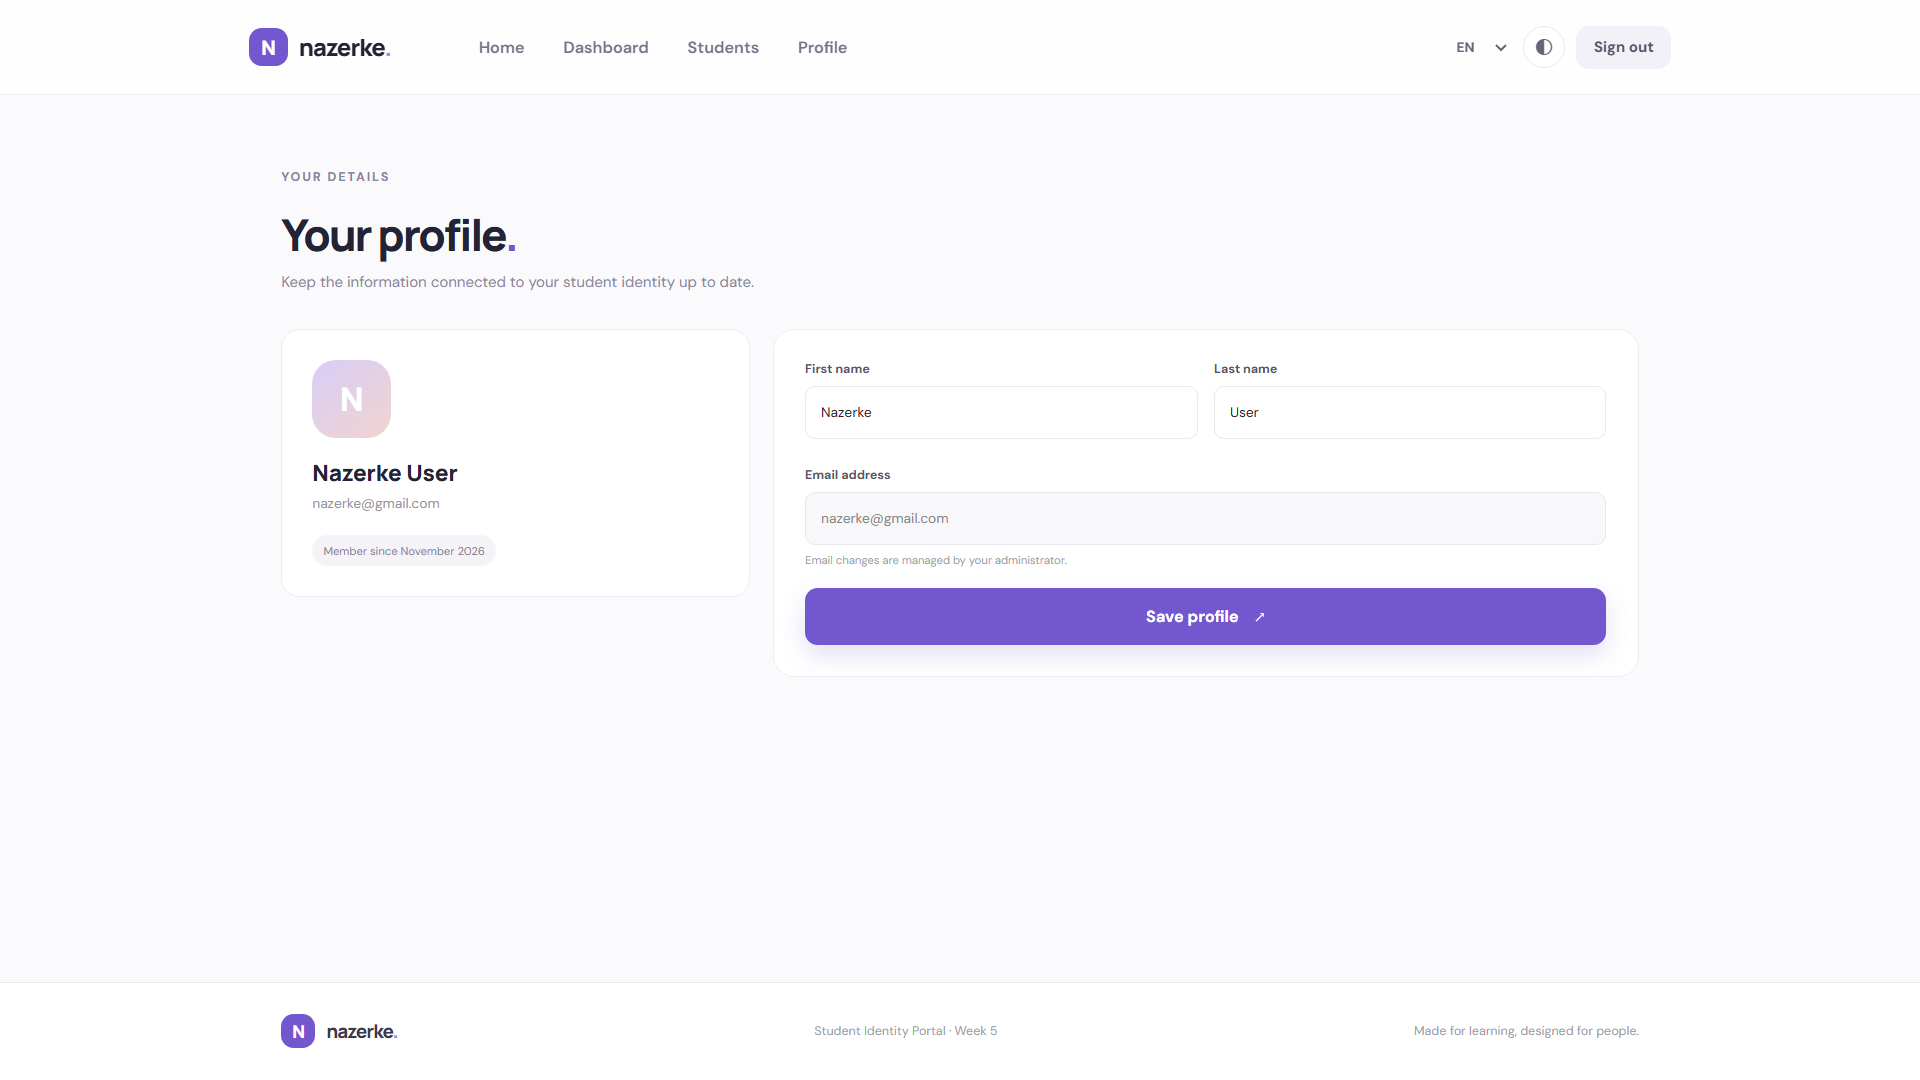 N nazerke.
Home Dashboard Students Profile
EN
Sign out
YOUR DETAILS
Your profile.
Keep the information connected to your student identity up to date.
N
Nazerke User
nazerke@gmail.com
Member since November 2026
First name
Nazerke
Last name
User
Email address
nazerke@gmail.com
Email changes are managed by your administrator.
Save profile ↗
N nazerke.
Student Identity Portal · Week 5
Made for learning, designed for people.